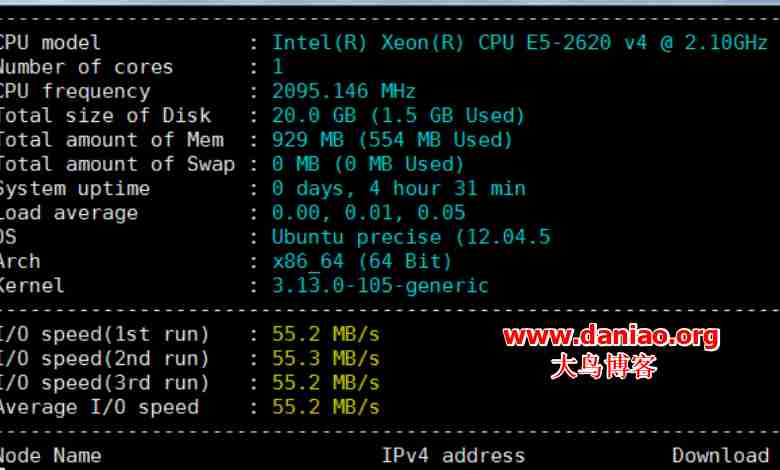 CPU model : Intel(R) Xeon(R) CPU E5-2620 v4 @ 2.10GHz
Number of cores : 1
CPU frequency : 2095.146 MHz
Total size of Disk : 20.0 GB (1.5 GB Used)
Total amount of Mem : 929 MB (554 MB Used)
Total amount of Swap : 0 MB (0 MB Used)
System uptime : 0 days, 4 hour 31 min
Load average : 0.00, 0.01, 0.05
OS : Ubuntu precise (12.04.5
Arch : x86_64 (64 Bit)
Kernel : 3.13.0-105-generic
I/O speed(1st run) : 55.2 MB/s
www.daniao.org
I/O speed(2nd run) : 55.3 MB/s
大鸟博客
I/O speed(3rd run) : 55.2 MB/s
Average I/O speed : 55.2 MB/s
Node Name IPv4 address Download